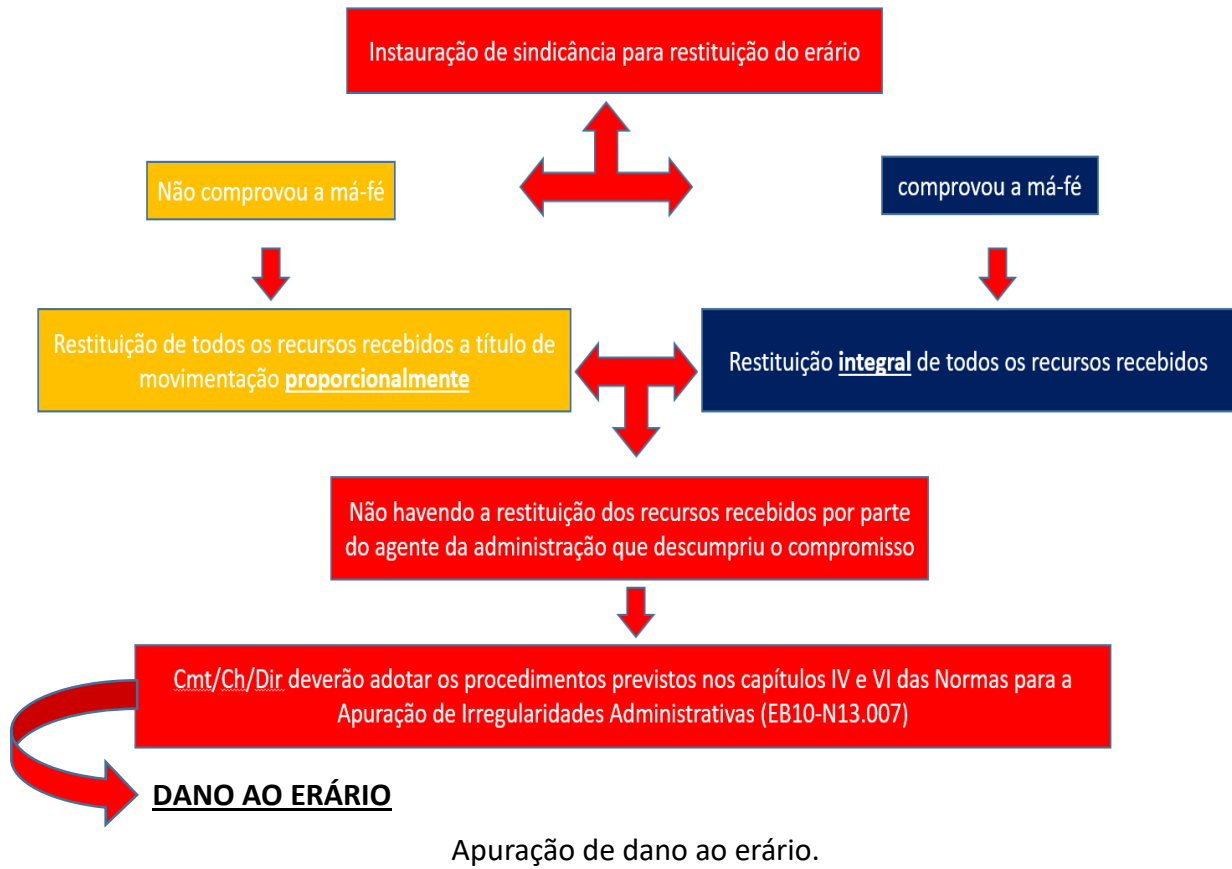 Instauração de sindicância para restituição do erário
Não comprovou a má-fé
comprovou a má-fé
Restituição de todos os recursos recebidos a título de
movimentação proporcionalmente
Restituição integral de todos os recursos recebidos
Não havendo a restituição dos recursos recebidos por parte
do agente da administração que descumpriu o compromisso
Cmt/Ch/Dir deverão adotar os procedimentos previstos nos capítulos IV e VI das Normas para a
Apuração de Irregularidades Administrativas (EB10-N13.007)
DANO AO ERÁRIO
Apuração de dano ao erário.